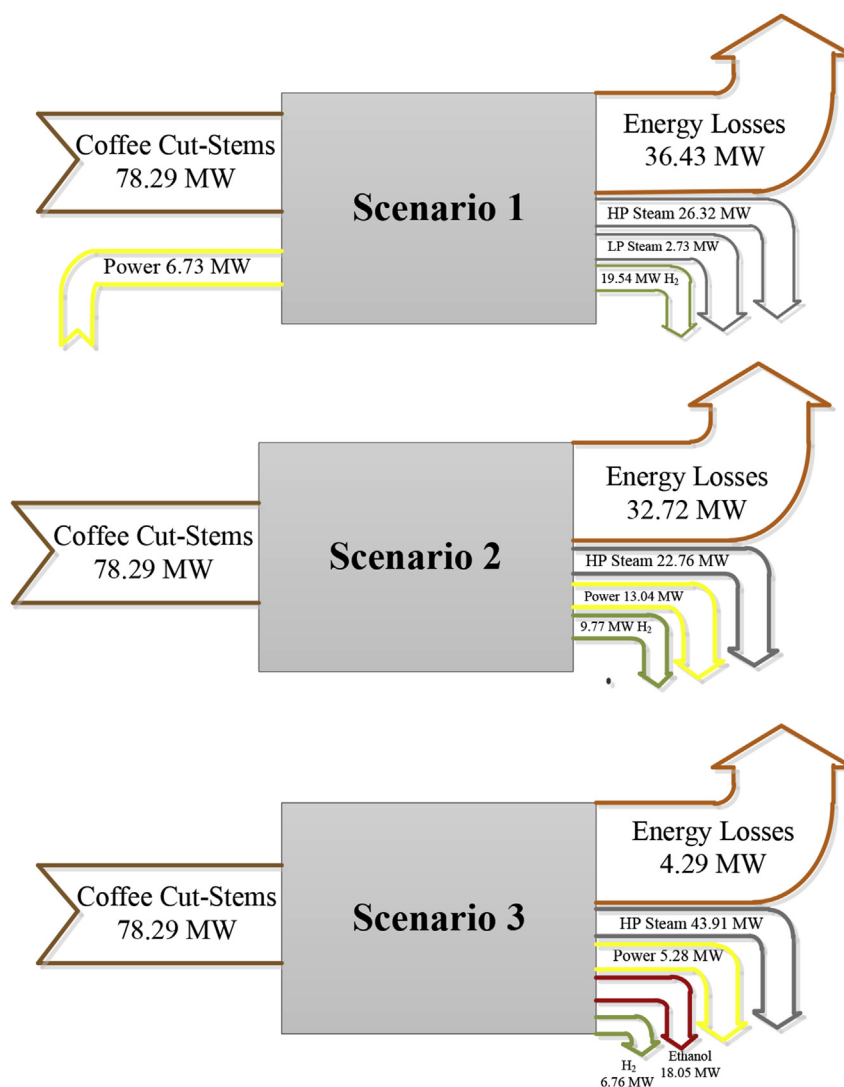 Coffee Cut-Stems
78.29 MW
Power 6.73 MW
Scenario 1
Energy Losses
36.43 MW
HP Steam 26.32 MW
LP Steam 2.73 MW
19.54 MW H₂
Coffee Cut-Stems
78.29 MW
Scenario 2
Energy Losses
32.72 MW
HP Steam 22.76 MW
Power 13.04 MW
9.77 MW H₂
Coffee Cut-Stems
78.29 MW
Scenario 3
Energy Losses
4.29 MW
HP Steam 43.91 MW
Power 5.28 MW
H₂
6.76 MW
Ethanol
18.05 MW